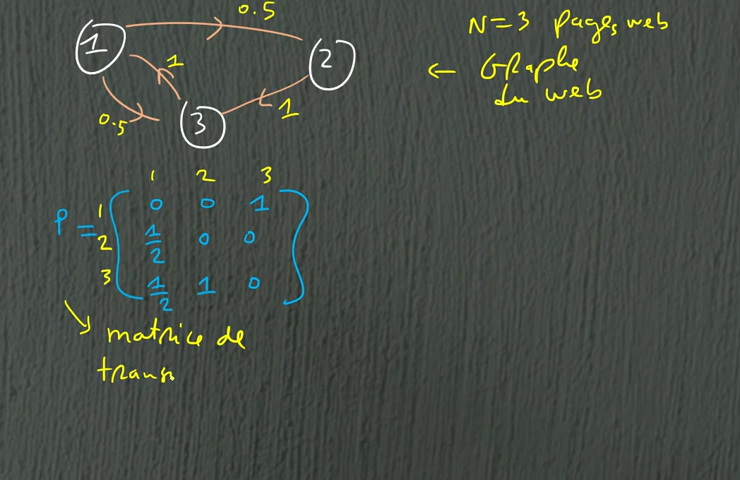 0.5
N=3 pages web
1
2
1
← Graphe
du web
0.5
3
1
1 2 3
P = 1 0 0 1
2 1/2 0 0
3 1/2 1 0
matrice de
trans